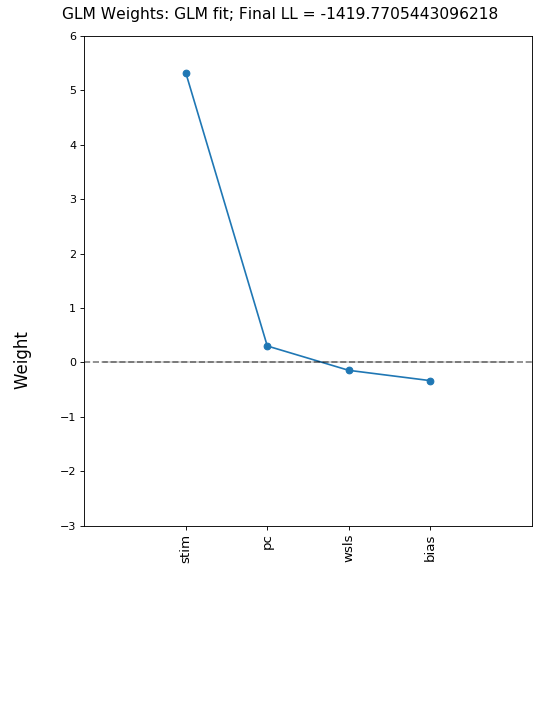 GLM Weights: GLM fit; Final LL = -1419.7705443096218
6
5
4
3
2
1
0
−1
−2
−3
Weight
stim
pc
wsls
bias